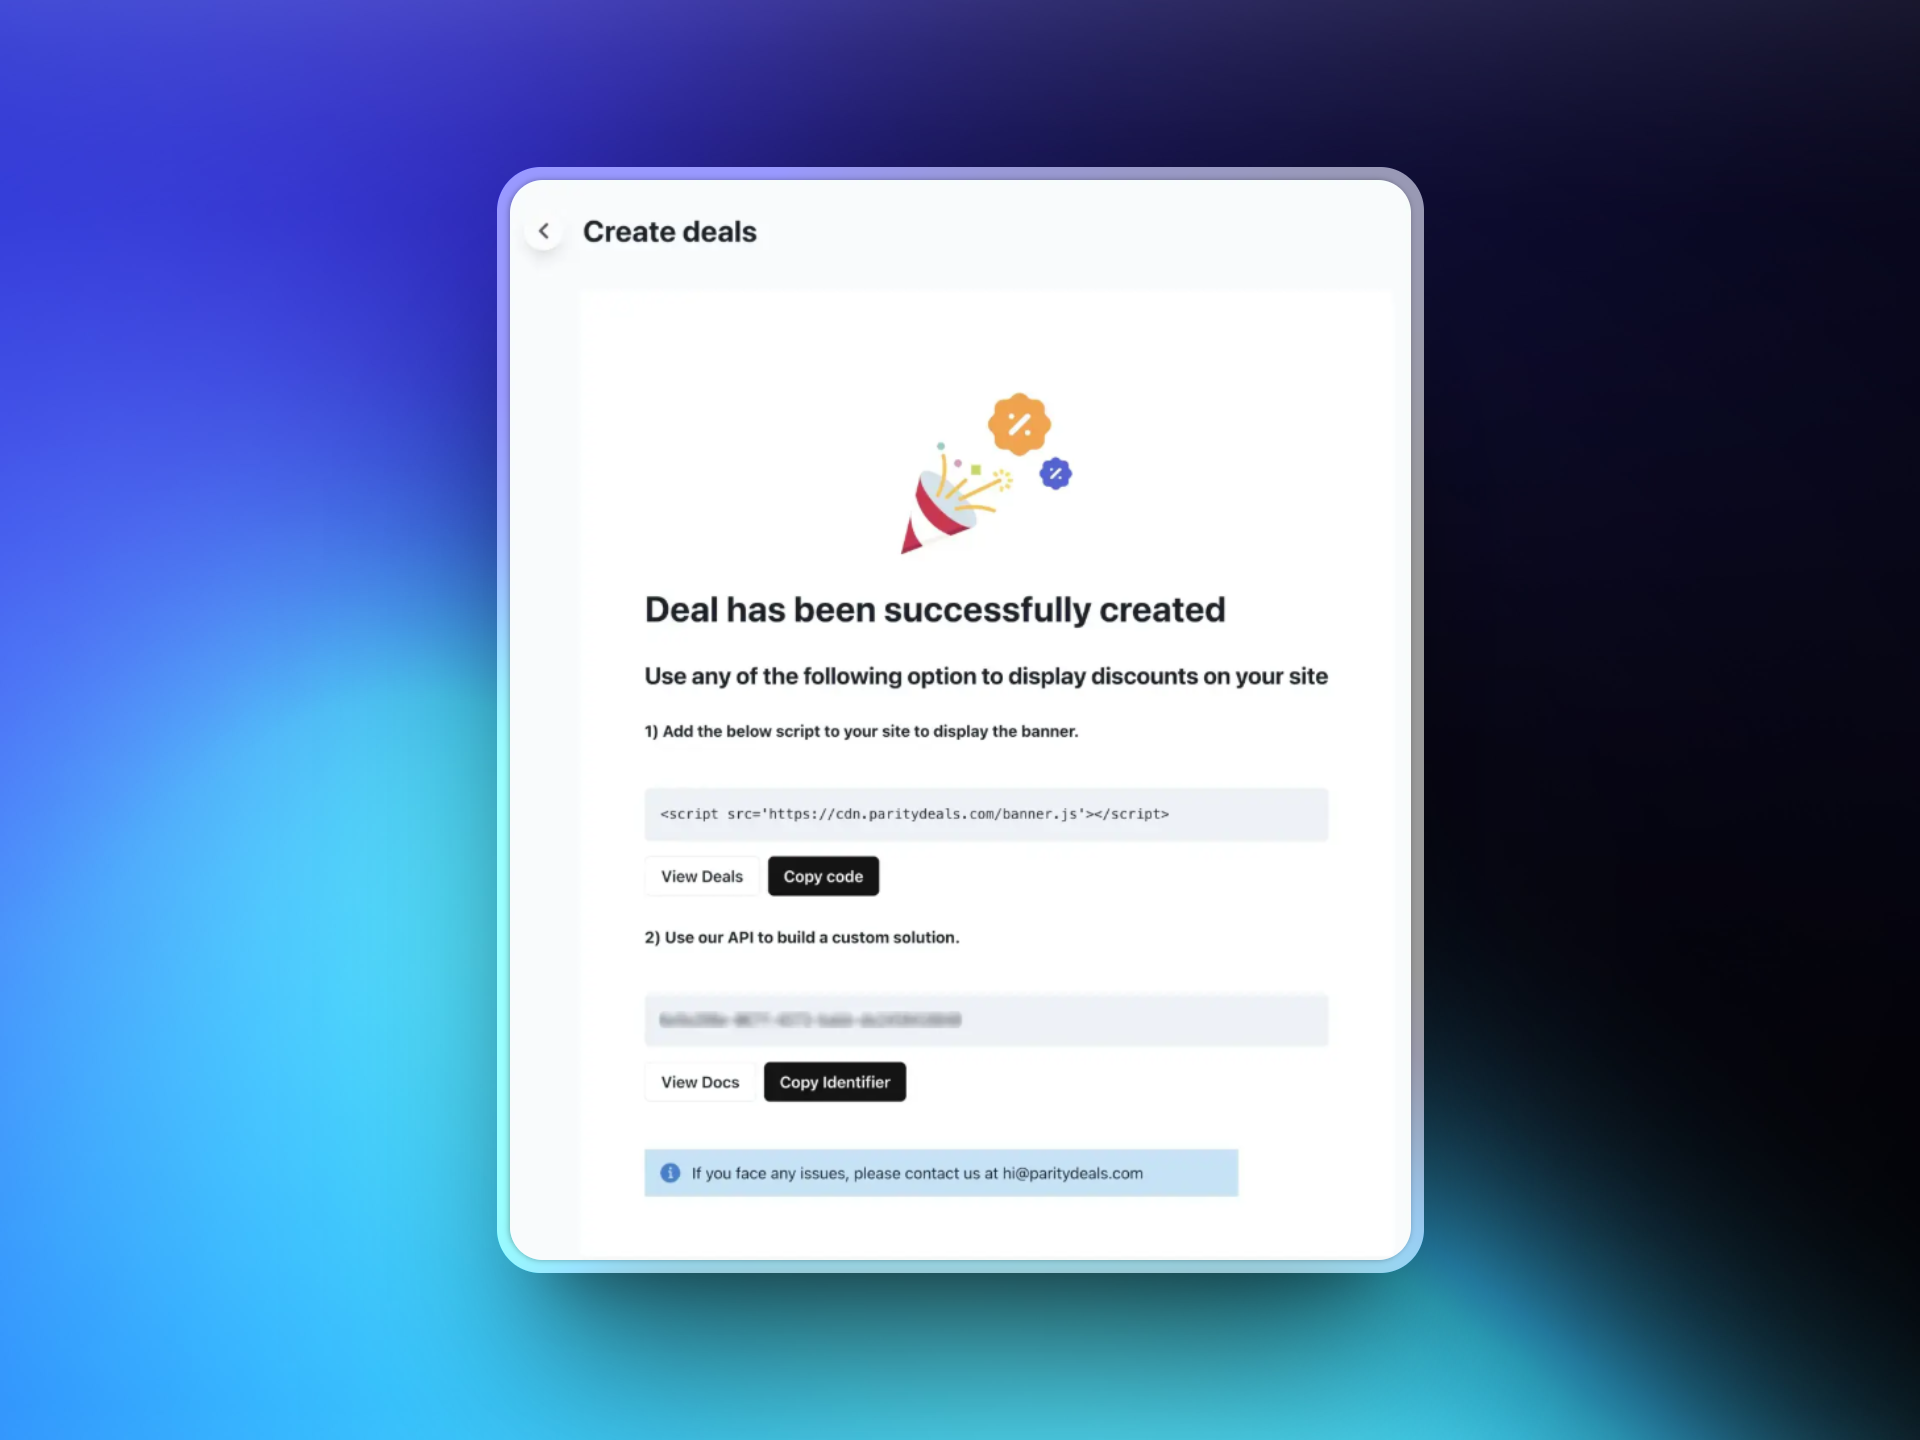 Create deals
Deal has been successfully created
Use any of the following option to display discounts on your site
1) Add the below script to your site to display the banner.
<script src='https://cdn.paritydeals.com/banner.js'></script>
View Deals
Copy code
2) Use our API to build a custom solution.
View Docs
Copy Identifier
If you face any issues, please contact us at hi@paritydeals.com